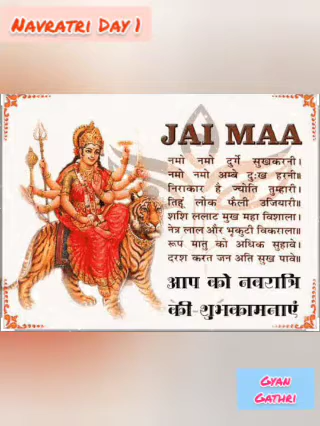 NAVRATRI DAY 1
JAI MAA
नमो नमो दुर्गे सुखकरनी।
नमो नमो अम्बे दुःख हरनी॥
निराकार है ज्योति तुम्हारी।
तिहूं लोक फैली उजियारी॥
शशि ललाट मुख महा विशाला।
नेत्र लाल और भृकुटी विकराला॥
रूप मातु को अधिक सुहावे।
दरश करत जन अति सुख पावे॥
आप को नवरात्रि
की शुभकामनाएं
GYAN
GATHRI